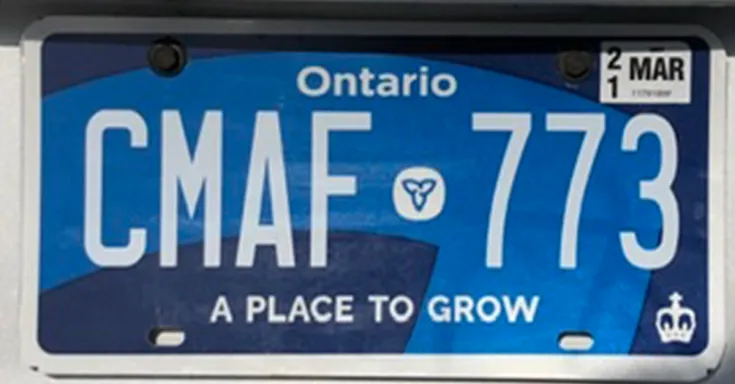 Ontario
21 MAR
CMAF 773
A PLACE TO GROW